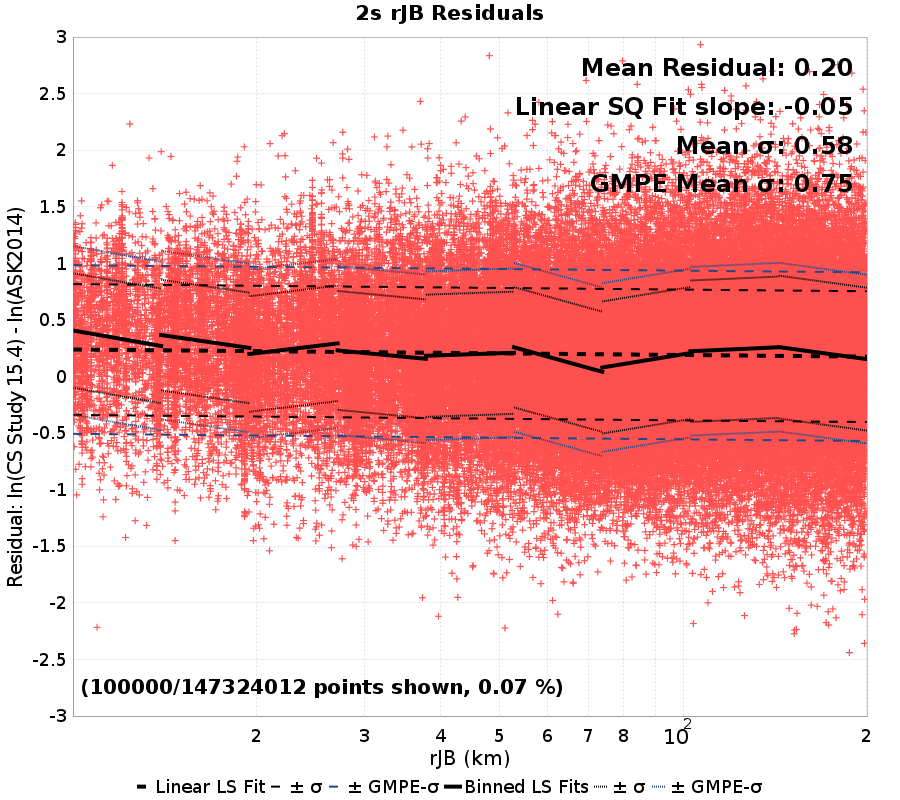 2s rJB Residuals
Mean Residual: 0.20
Linear SQ Fit slope: -0.05
Mean σ: 0.58
GMPE Mean σ: 0.75
Residual: ln(CS Study 15.4) - ln(ASK2014)
3
2.5
2
1.5
1
0.5
0
-0.5
-1
-1.5
-2
-2.5
-3
(100000/147324012 points shown, 0.07 %)
2 3 4 5 6 7 8 10² 2
rJB (km)
Linear LS Fit ± σ ± GMPE-σ Binned LS Fits ± σ ± GMPE-σ